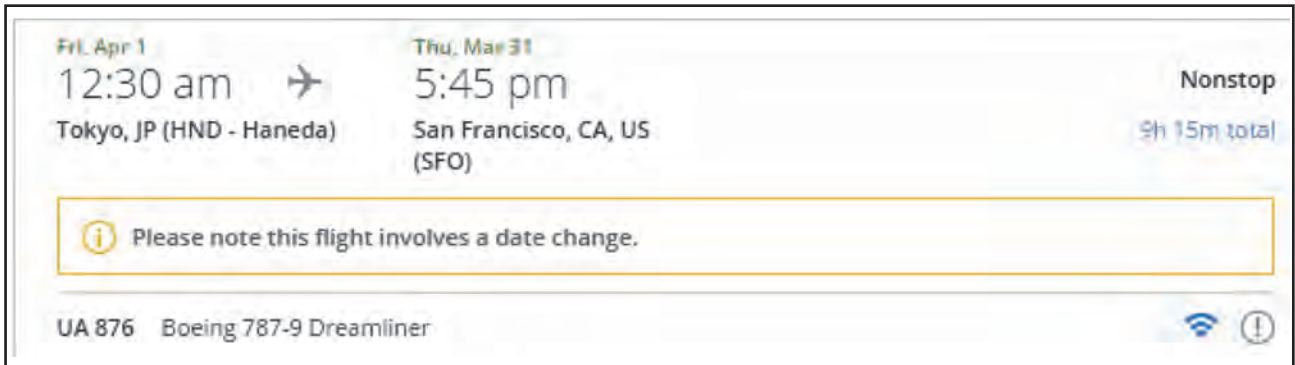 Fri, Apr 1
Thu, Mar 31
12:30 am
5:45 pm
Nonstop
Tokyo, JP (HND - Haneda)
San Francisco, CA, US
(SFO)
9h 15m total
Please note this flight involves a date change.
UA 876 Boeing 787-9 Dreamliner